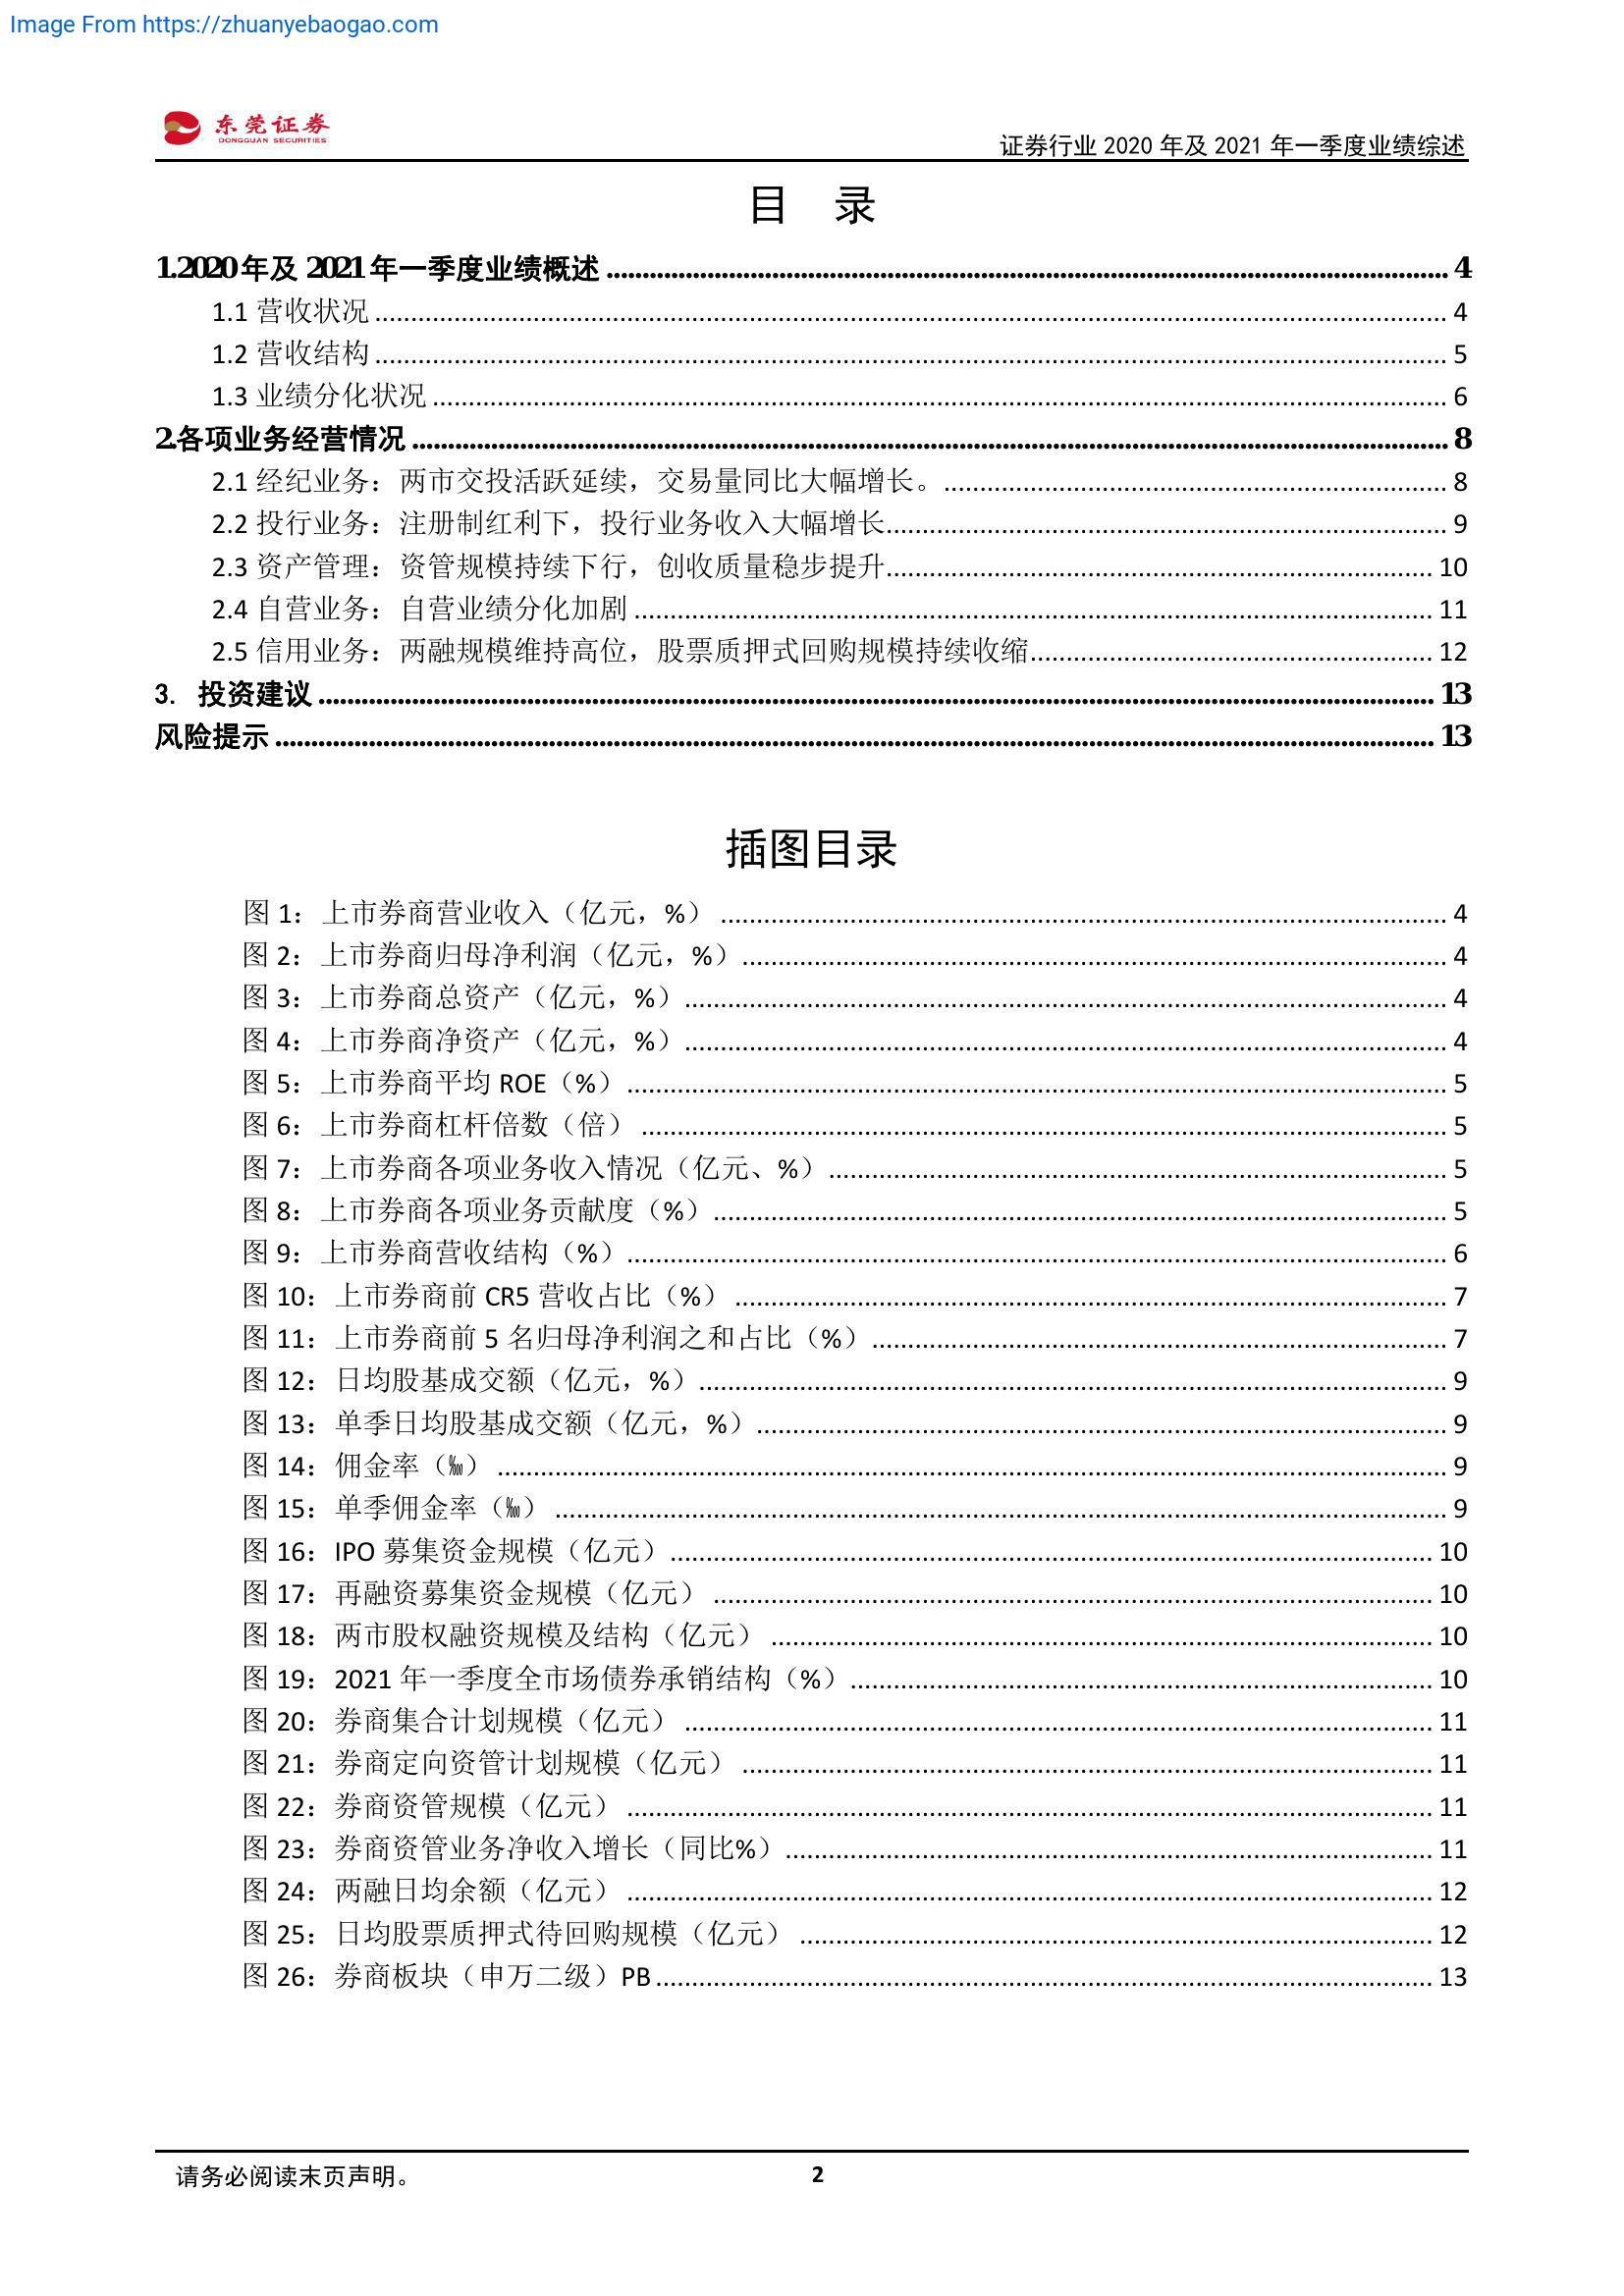 Image From https://zhuanyebaogao.com
东莞证券
DONGGUAN SECURITIES
证券行业 2020 年及 2021 年一季度业绩综述
目 录
1.2020 年及 2021 年一季度业绩概述 4
1.1 营收状况 4
1.2 营收结构 5
1.3 业绩分化状况 6
2.各项业务经营情况 8
2.1 经纪业务：两市交投活跃延续，交易量同比大幅增长。 8
2.2 投行业务：注册制红利下，投行业务收入大幅增长 9
2.3 资产管理：资管规模持续下行，创收质量稳步提升 10
2.4 自营业务：自营业绩分化加剧 11
2.5 信用业务：两融规模维持高位，股票质押式回购规模持续收缩 12
3. 投资建议 13
风险提示 13
插图目录
图 1：上市券商营业收入（亿元，%） 4
图 2：上市券商归母净利润（亿元，%） 4
图 3：上市券商总资产（亿元，%） 4
图 4：上市券商净资产（亿元，%） 4
图 5：上市券商平均 ROE（%） 5
图 6：上市券商杠杆倍数（倍） 5
图 7：上市券商各项业务收入情况（亿元、%） 5
图 8：上市券商各项业务贡献度（%） 5
图 9：上市券商营收结构（%） 6
图 10：上市券商前 CR5 营收占比（%） 7
图 11：上市券商前 5 名归母净利润之和占比（%） 7
图 12：日均股基成交额（亿元，%） 9
图 13：单季日均股基成交额（亿元，%） 9
图 14：佣金率（‰） 9
图 15：单季佣金率（‰） 9
图 16：IPO 募集资金规模（亿元） 10
图 17：再融资募集资金规模（亿元） 10
图 18：两市股权融资规模及结构（亿元） 10
图 19：2021 年一季度全市场债券承销结构（%） 10
图 20：券商集合计划规模（亿元） 11
图 21：券商定向资管计划规模（亿元） 11
图 22：券商资管规模（亿元） 11
图 23：券商资管业务净收入增长（同比%） 11
图 24：两融日均余额（亿元） 12
图 25：日均股票质押式待回购规模（亿元） 12
图 26：券商板块（申万二级）PB 13
请务必阅读末页声明。 2